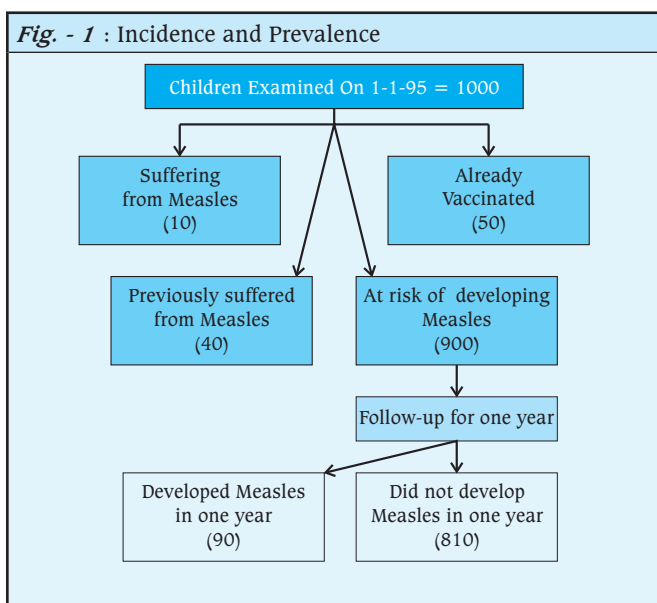 Fig. - 1 : Incidence and Prevalence
Children Examined On 1-1-95 = 1000
Suffering
from Measles
(10)
Already
Vaccinated
(50)
Previously suffered
from Measles
(40)
At risk of developing
Measles
(900)
Follow-up for one year
Developed Measles
in one year
(90)
Did not develop
Measles in one year
(810)